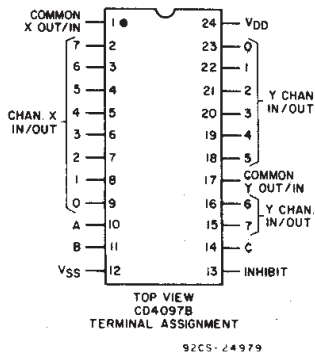 COMMON
X OUT/IN 1 24 VDD
7 2 23 0
6 3 22 1
5 4 21 2 Y CHAN.
4 5 20 3 IN/OUT
CHAN. X
IN/OUT
3 6 19 4
2 7 18 5
1 8 17 COMMON
Y OUT/IN
0 9 16 6 Y CHAN.
A 10 15 7 IN/OUT
B 11 14 C
VSS 12 13 INHIBIT
TOP VIEW
CD4097B
TERMINAL ASSIGNMENT
92CS-24979